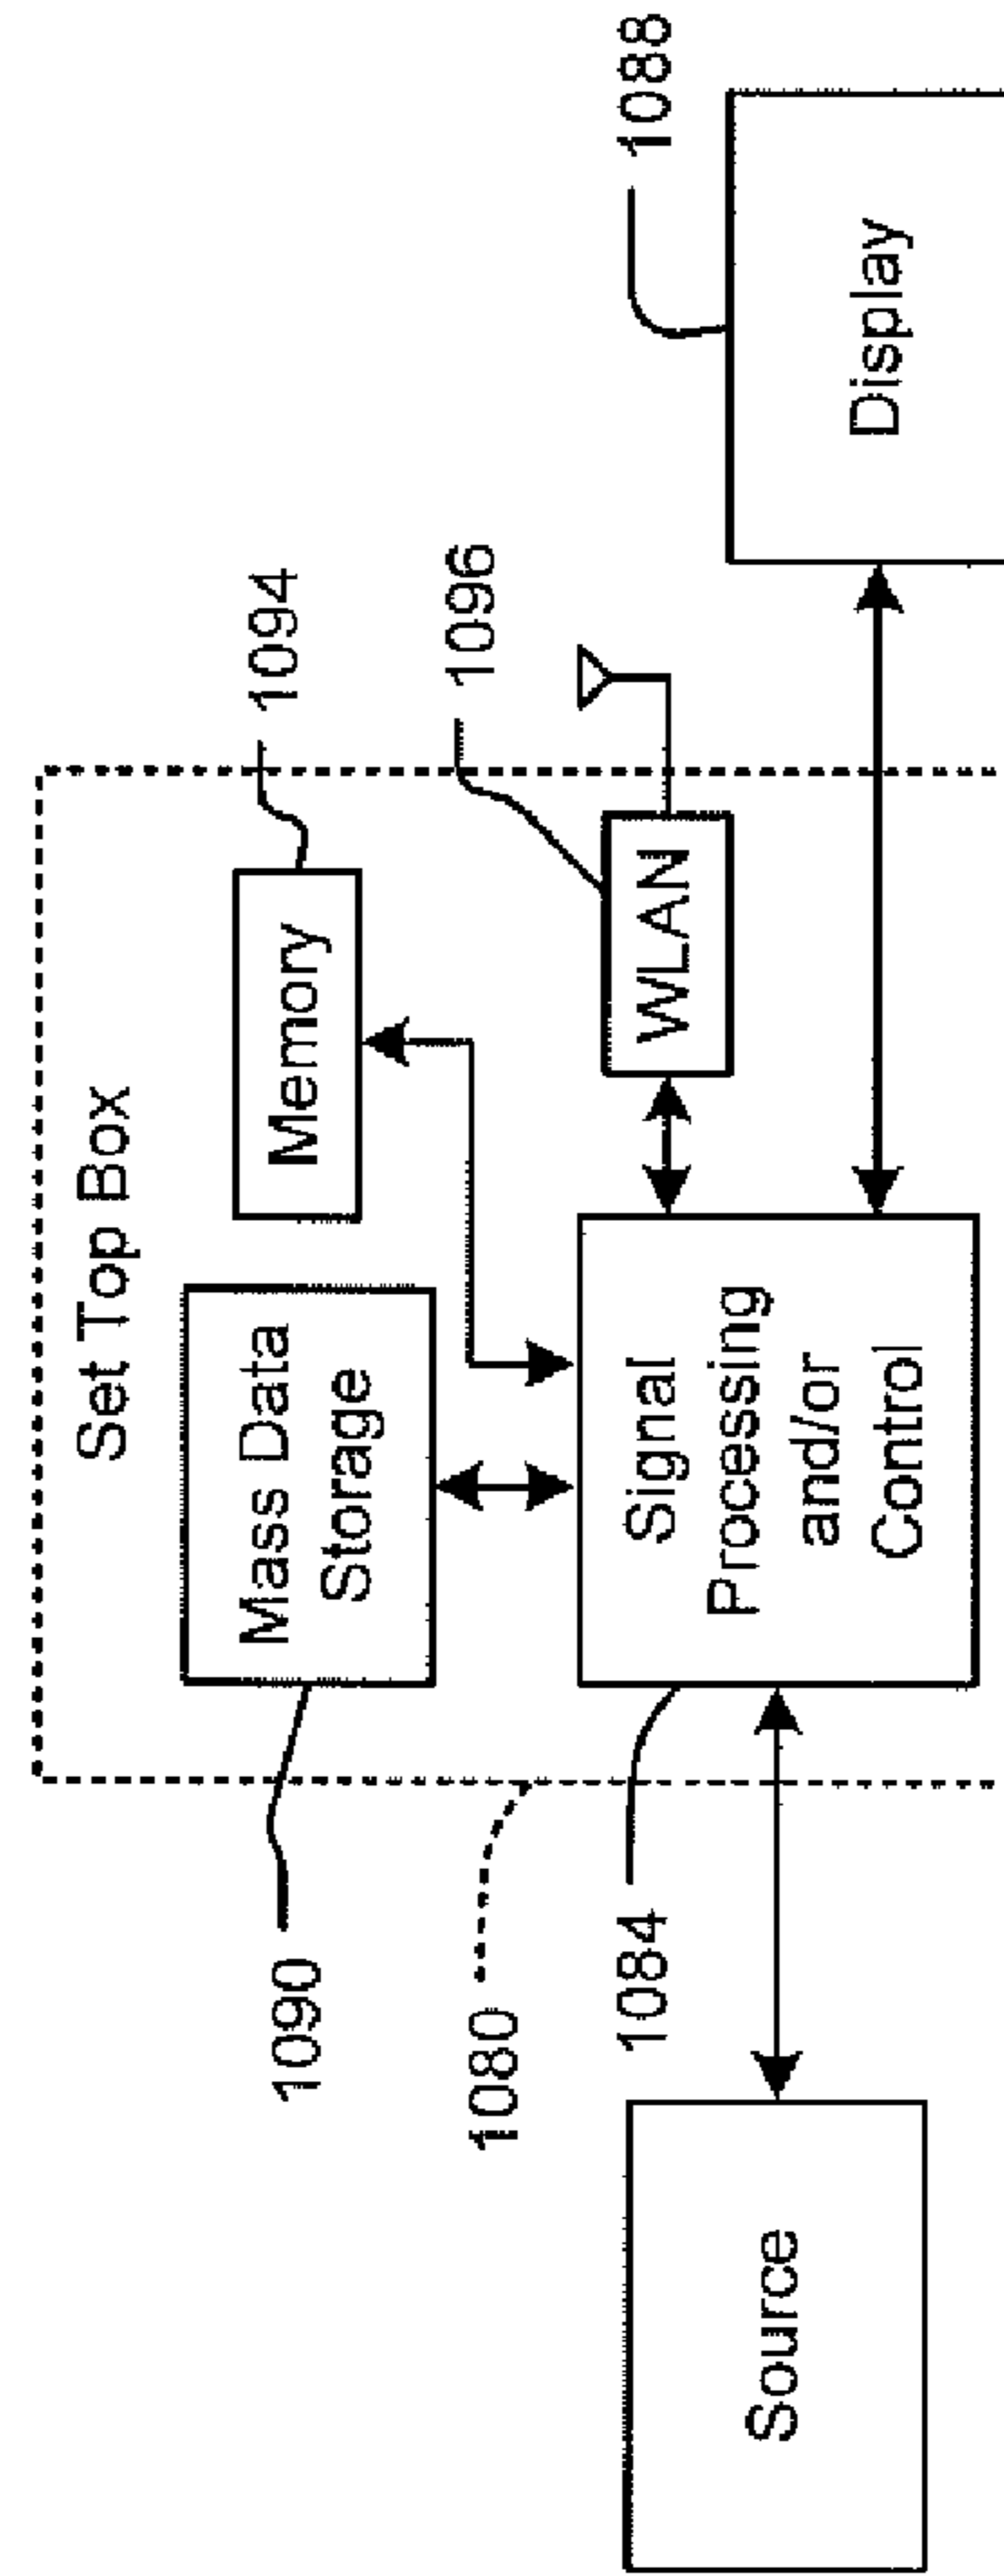 Set Top Box
1090
Mass Data
Storage
Memory
1094
1080
1096
1084
Signal
Processing
and/or
Control
WLAN
1088
Source
Display